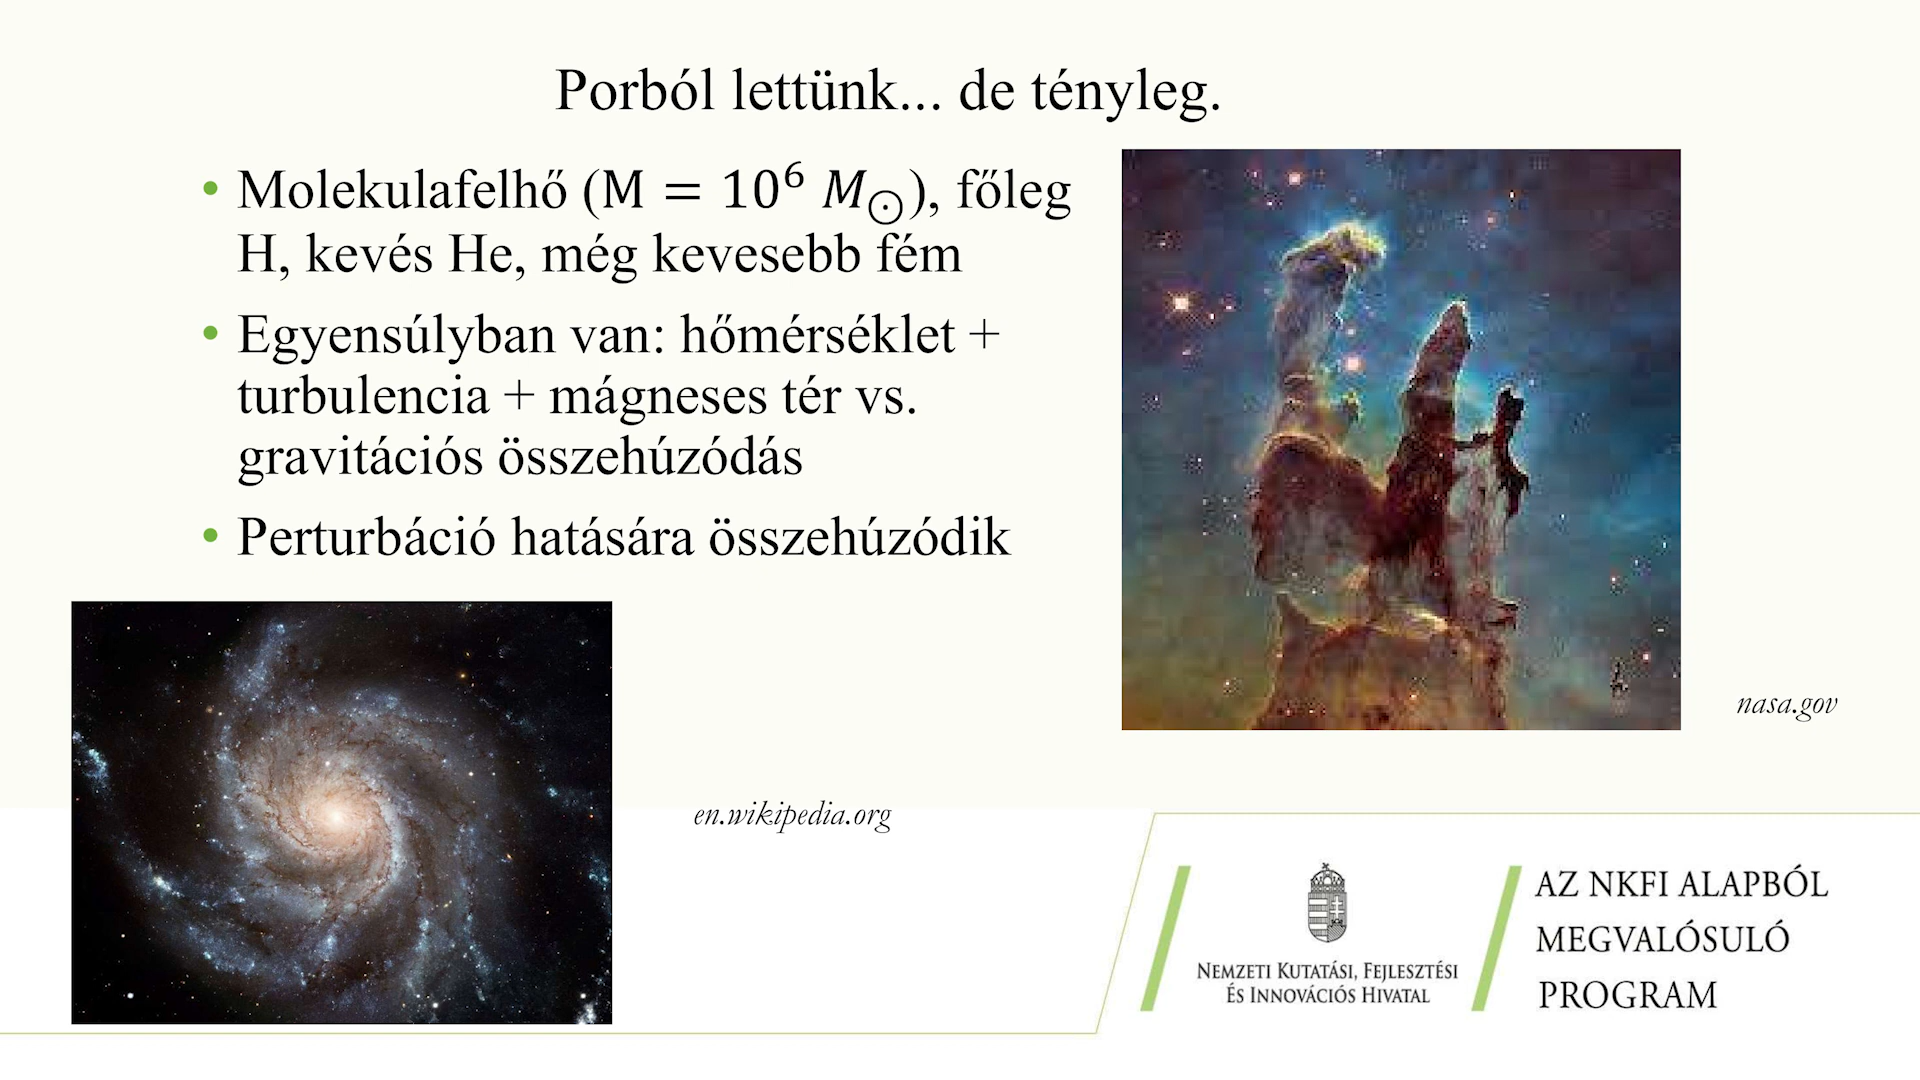 Porból lettünk... de tényleg.
• Molekulafelhő (M = 10⁶ M☉), főleg
H, kevés He, még kevesebb fém
• Egyensúlyban van: hőmérséklet +
turbulencia + mágneses tér vs.
gravitációs összehúzódás
• Perturbáció hatására összehúzódik
nasa.gov
en.wikipedia.org
NEMZETI KUTATÁSI, FEJLESZTÉSI
ÉS INNOVÁCIÓS HIVATAL
AZ NKFI ALAPBÓL
MEGVALÓSULÓ
PROGRAM